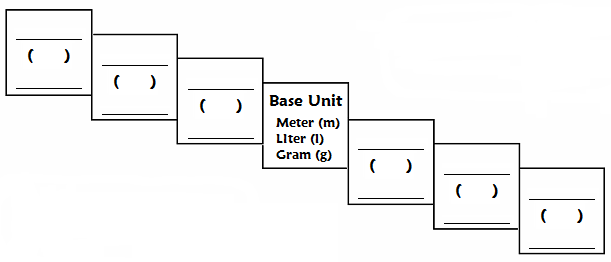 (  )
(  )
(  )
Base Unit
Meter (m)
LIter (l)
Gram (g)
(  )
(  )
(  )